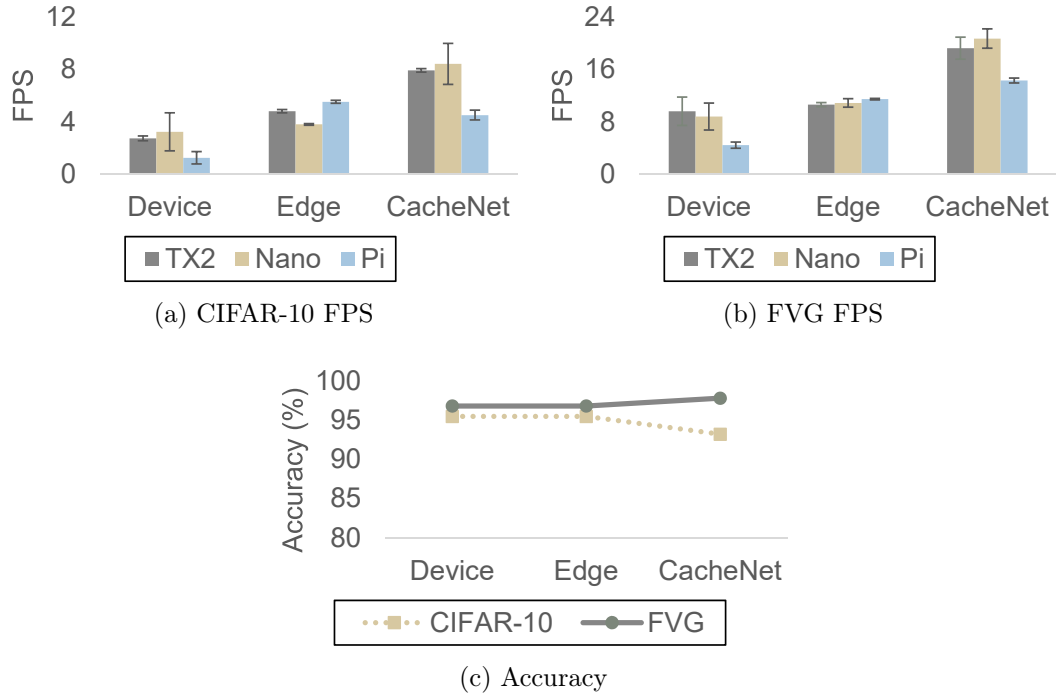 12
8
4
0
FPS
Device Edge CacheNet
TX2 Nano Pi
(a) CIFAR-10 FPS
24
16
8
0
FPS
Device Edge CacheNet
TX2 Nano Pi
(b) FVG FPS
100
95
90
85
80
Accuracy (%)
Device Edge CacheNet
CIFAR-10 FVG
(c) Accuracy